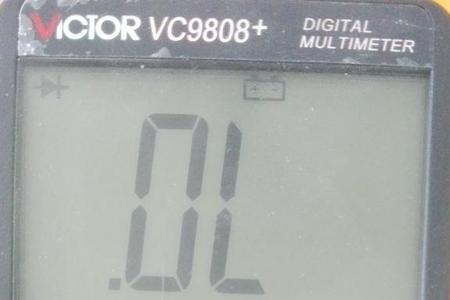 VICTOR VC9808+ DIGITAL
MULTIMETER
.0L